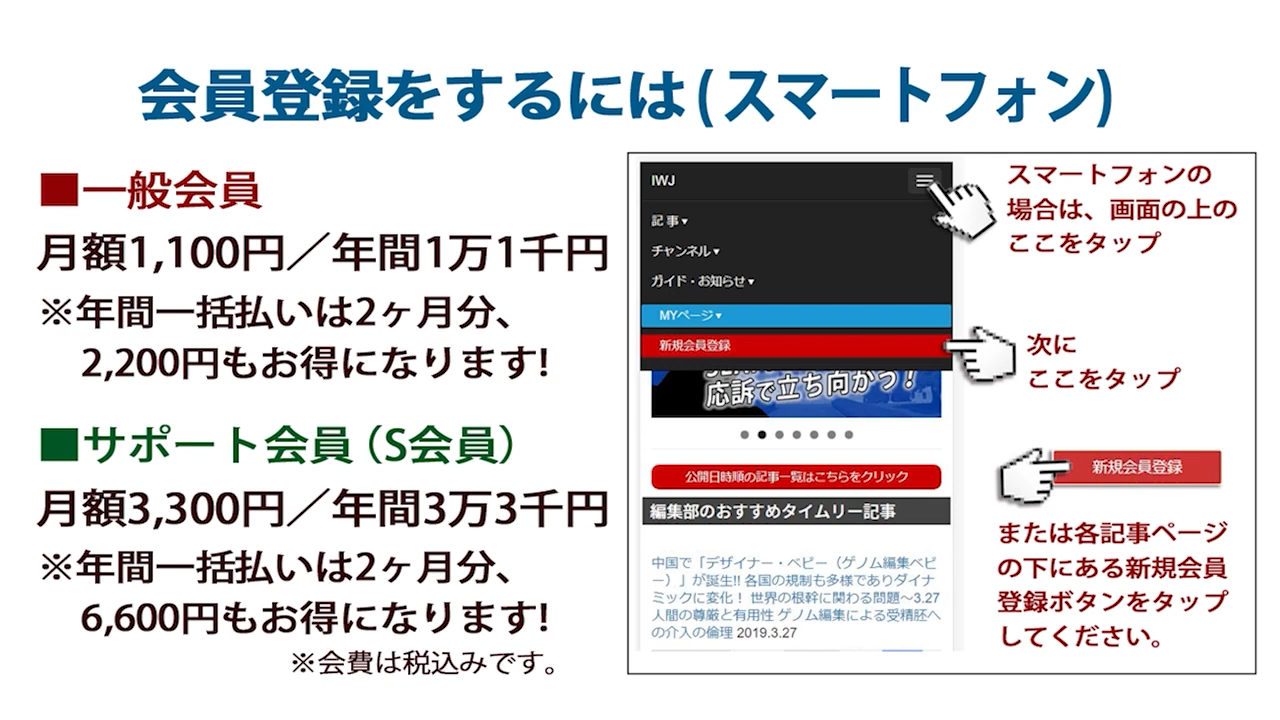 会員登録をするには(スマートフォン)
■一般会員
月額1,100円／年間1万1千円
※年間一括払いは2ヶ月分、
2,200円もお得になります!
■サポート会員（S会員）
月額3,300円／年間3万3千円
※年間一括払いは2ヶ月分、
6,600円もお得になります!
※会費は税込みです。
IWJ
記事▾
チャンネル▾
ガイド・お知らせ▾
MYページ▾
新規会員登録
応訴で立ち向かう！
公開日時順の記事一覧はこちらをクリック
編集部のおすすめタイムリー記事
中国で「デザイナー・ベビー（ゲノム編集ベビ
ー）」が誕生!! 各国の規制も多様でありダイナ
ミックに変化！ 世界の根幹に関わる問題～3.27
人間の尊厳と有用性 ゲノム編集による受精胚へ
の介入の倫理 2019.3.27
スマートフォンの
場合は、画面の上の
ここをタップ
次に
ここをタップ
新規会員登録
または各記事ページ
の下にある新規会員
登録ボタンをタップ
してください。